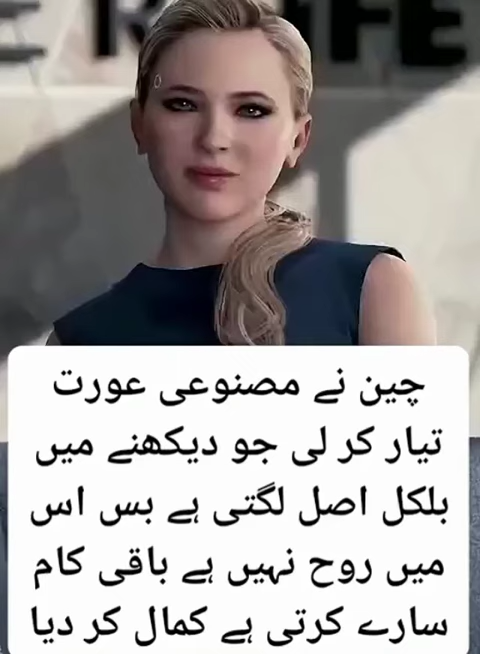 چین نے مصنوعی عورت
تیار کر لی جو دیکھنے میں
بلکل اصل لگتی ہے بس اس
میں روح نہیں ہے باقی کام
سارے کرتی ہے کمال کر دیا